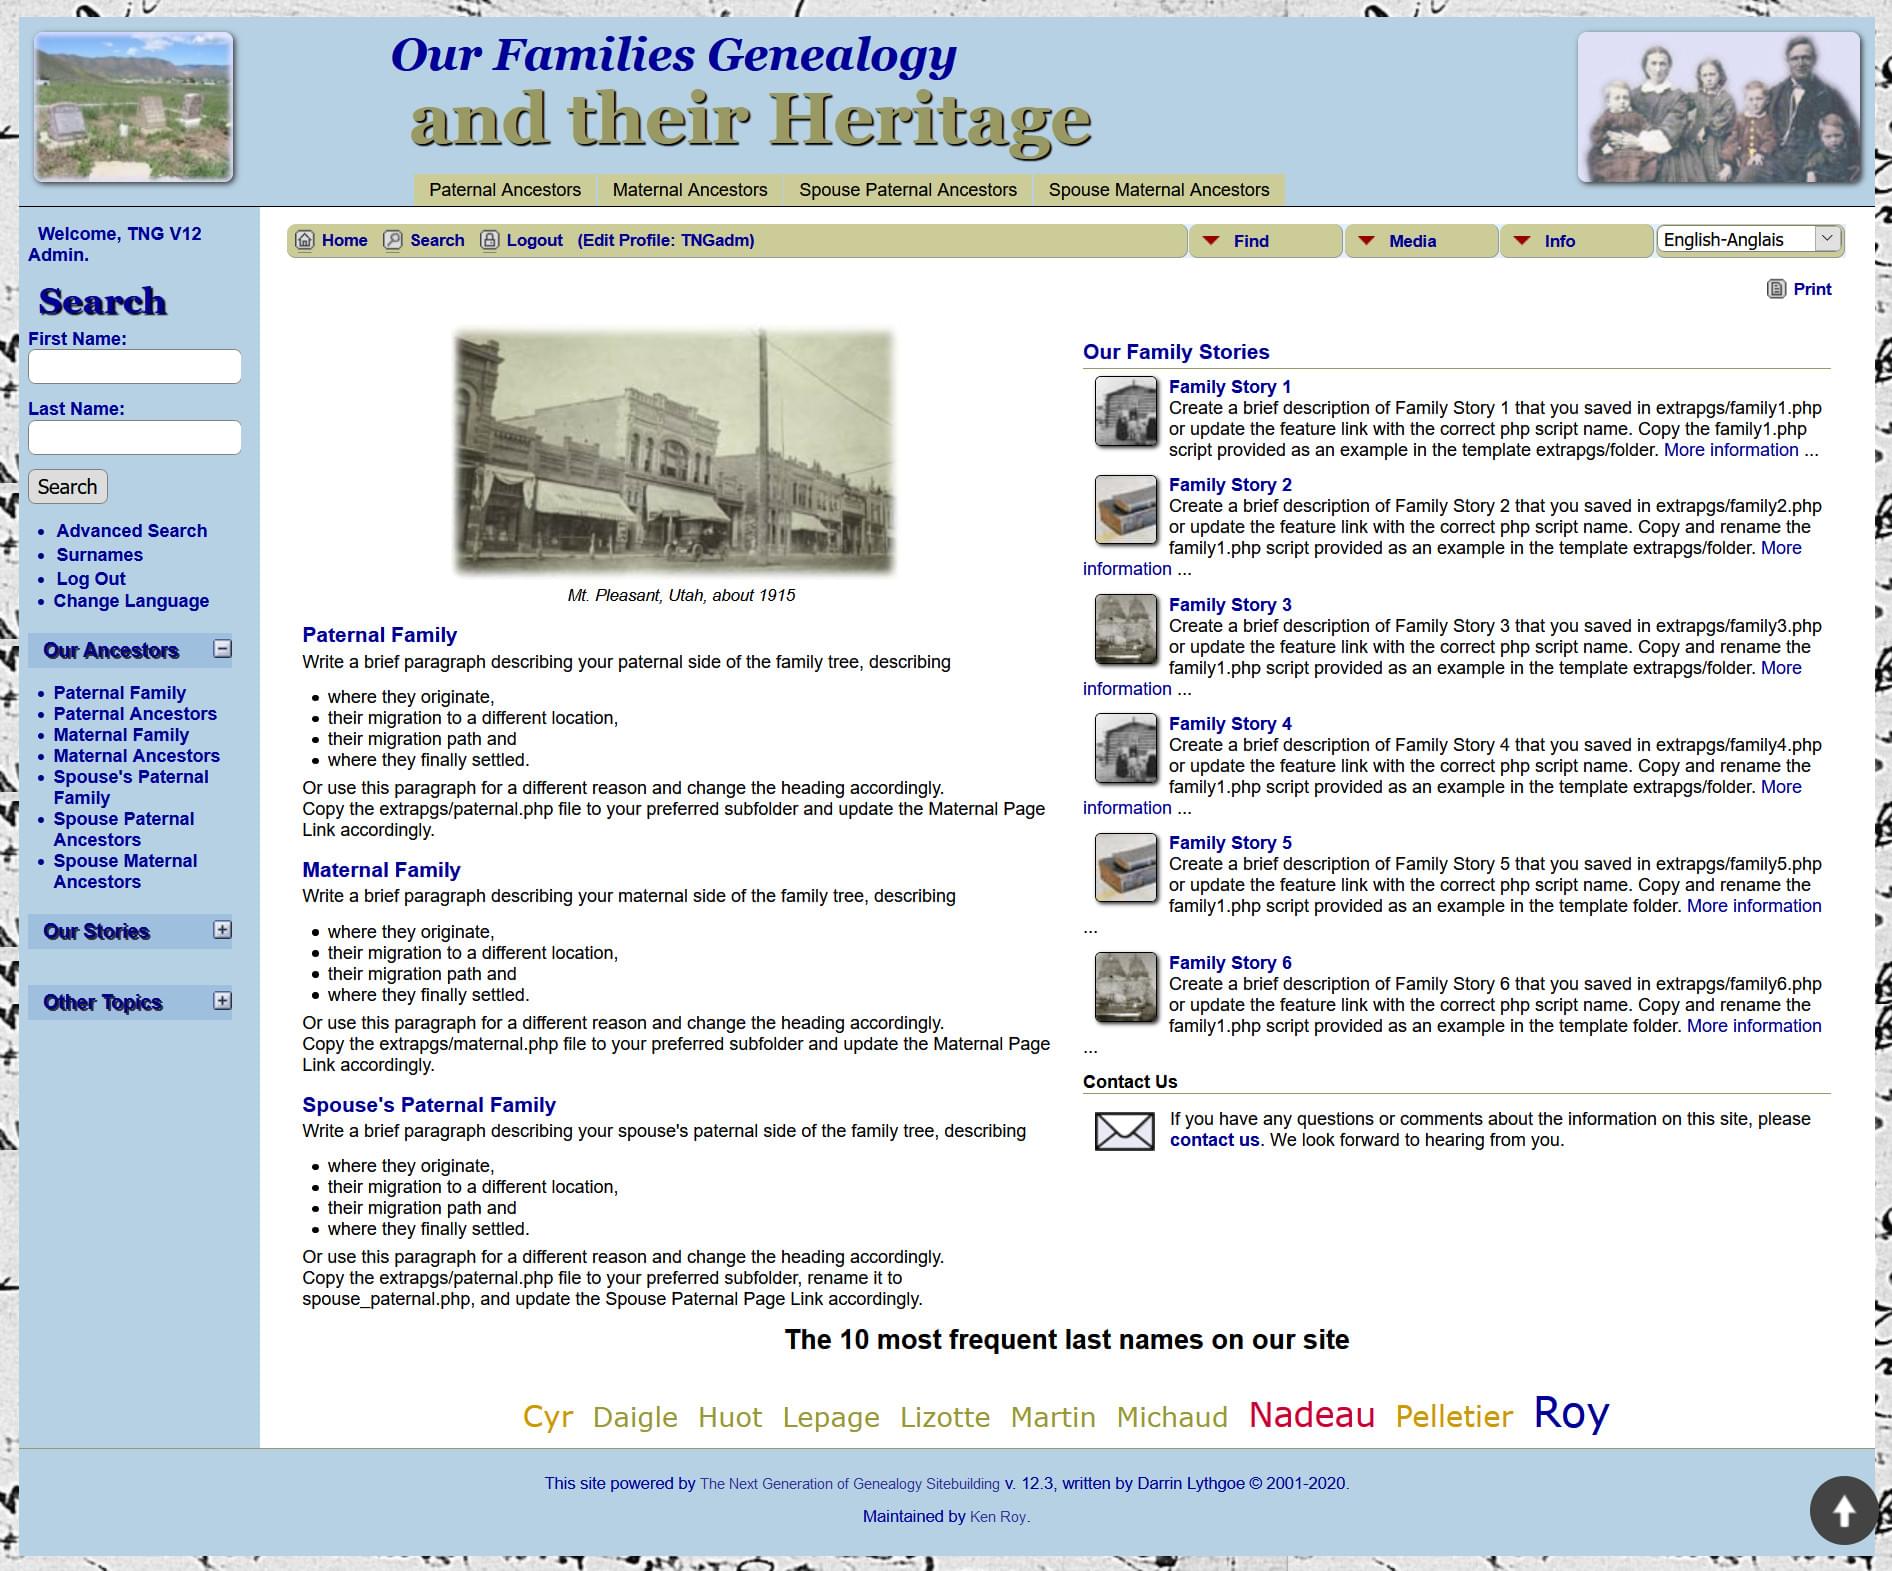 Our Families Genealogy
and their Heritage
Paternal Ancestors
Maternal Ancestors
Spouse Paternal Ancestors
Spouse Maternal Ancestors
Welcome, TNG V12
Admin.
Search
First Name:
Last Name:
Search
Advanced Search
Surnames
Log Out
Change Language
Our Ancestors
Paternal Family
Paternal Ancestors
Maternal Family
Maternal Ancestors
Spouse's Paternal
Family
Spouse Paternal
Ancestors
Spouse Maternal
Ancestors
Our Stories
Other Topics
Home
Search
Logout
(Edit Profile: TNGadm)
Find
Media
Info
English-Anglais
Print
Mt. Pleasant, Utah, about 1915
Paternal Family
Write a brief paragraph describing your paternal side of the family tree, describing
where they originate,
their migration to a different location,
their migration path and
where they finally settled.
Or use this paragraph for a different reason and change the heading accordingly.
Copy the extrapgs/paternal.php file to your preferred subfolder and update the Maternal Page
Link accordingly.
Maternal Family
Write a brief paragraph describing your maternal side of the family tree, describing
where they originate,
their migration to a different location,
their migration path and
where they finally settled.
Or use this paragraph for a different reason and change the heading accordingly.
Copy the extrapgs/maternal.php file to your preferred subfolder and update the Maternal Page
Link accordingly.
Spouse's Paternal Family
Write a brief paragraph describing your spouse's paternal side of the family tree, describing
where they originate,
their migration to a different location,
their migration path and
where they finally settled.
Or use this paragraph for a different reason and change the heading accordingly.
Copy the extrapgs/paternal.php file to your preferred subfolder, rename it to
spouse_paternal.php, and update the Spouse Paternal Page Link accordingly.
Our Family Stories
Family Story 1
Create a brief description of Family Story 1 that you saved in extrapgs/family1.php
or update the feature link with the correct php script name. Copy the family1.php
script provided as an example in the template extrapgs/folder. More information ...
Family Story 2
Create a brief description of Family Story 2 that you saved in extrapgs/family2.php
or update the feature link with the correct php script name. Copy and rename the
family1.php script provided as an example in the template extrapgs/folder. More
information ...
Family Story 3
Create a brief description of Family Story 3 that you saved in extrapgs/family3.php
or update the feature link with the correct php script name. Copy and rename the
family1.php script provided as an example in the template extrapgs/folder. More
information ...
Family Story 4
Create a brief description of Family Story 4 that you saved in extrapgs/family4.php
or update the feature link with the correct php script name. Copy and rename the
family1.php script provided as an example in the template extrapgs/folder. More
information ...
Family Story 5
Create a brief description of Family Story 5 that you saved in extrapgs/family5.php
or update the feature link with the correct php script name. Copy and rename the
family1.php script provided as an example in the template folder. More information
...
Family Story 6
Create a brief description of Family Story 6 that you saved in extrapgs/family6.php
or update the feature link with the correct php script name. Copy and rename the
family1.php script provided as an example in the template folder. More information
...
Contact Us
If you have any questions or comments about the information on this site, please
contact us. We look forward to hearing from you.
The 10 most frequent last names on our site
Cyr Daigle Huot Lepage Lizotte Martin Michaud Nadeau Pelletier Roy
This site powered by The Next Generation of Genealogy Sitebuilding v. 12.3, written by Darrin Lythgoe © 2001-2020.
Maintained by Ken Roy.